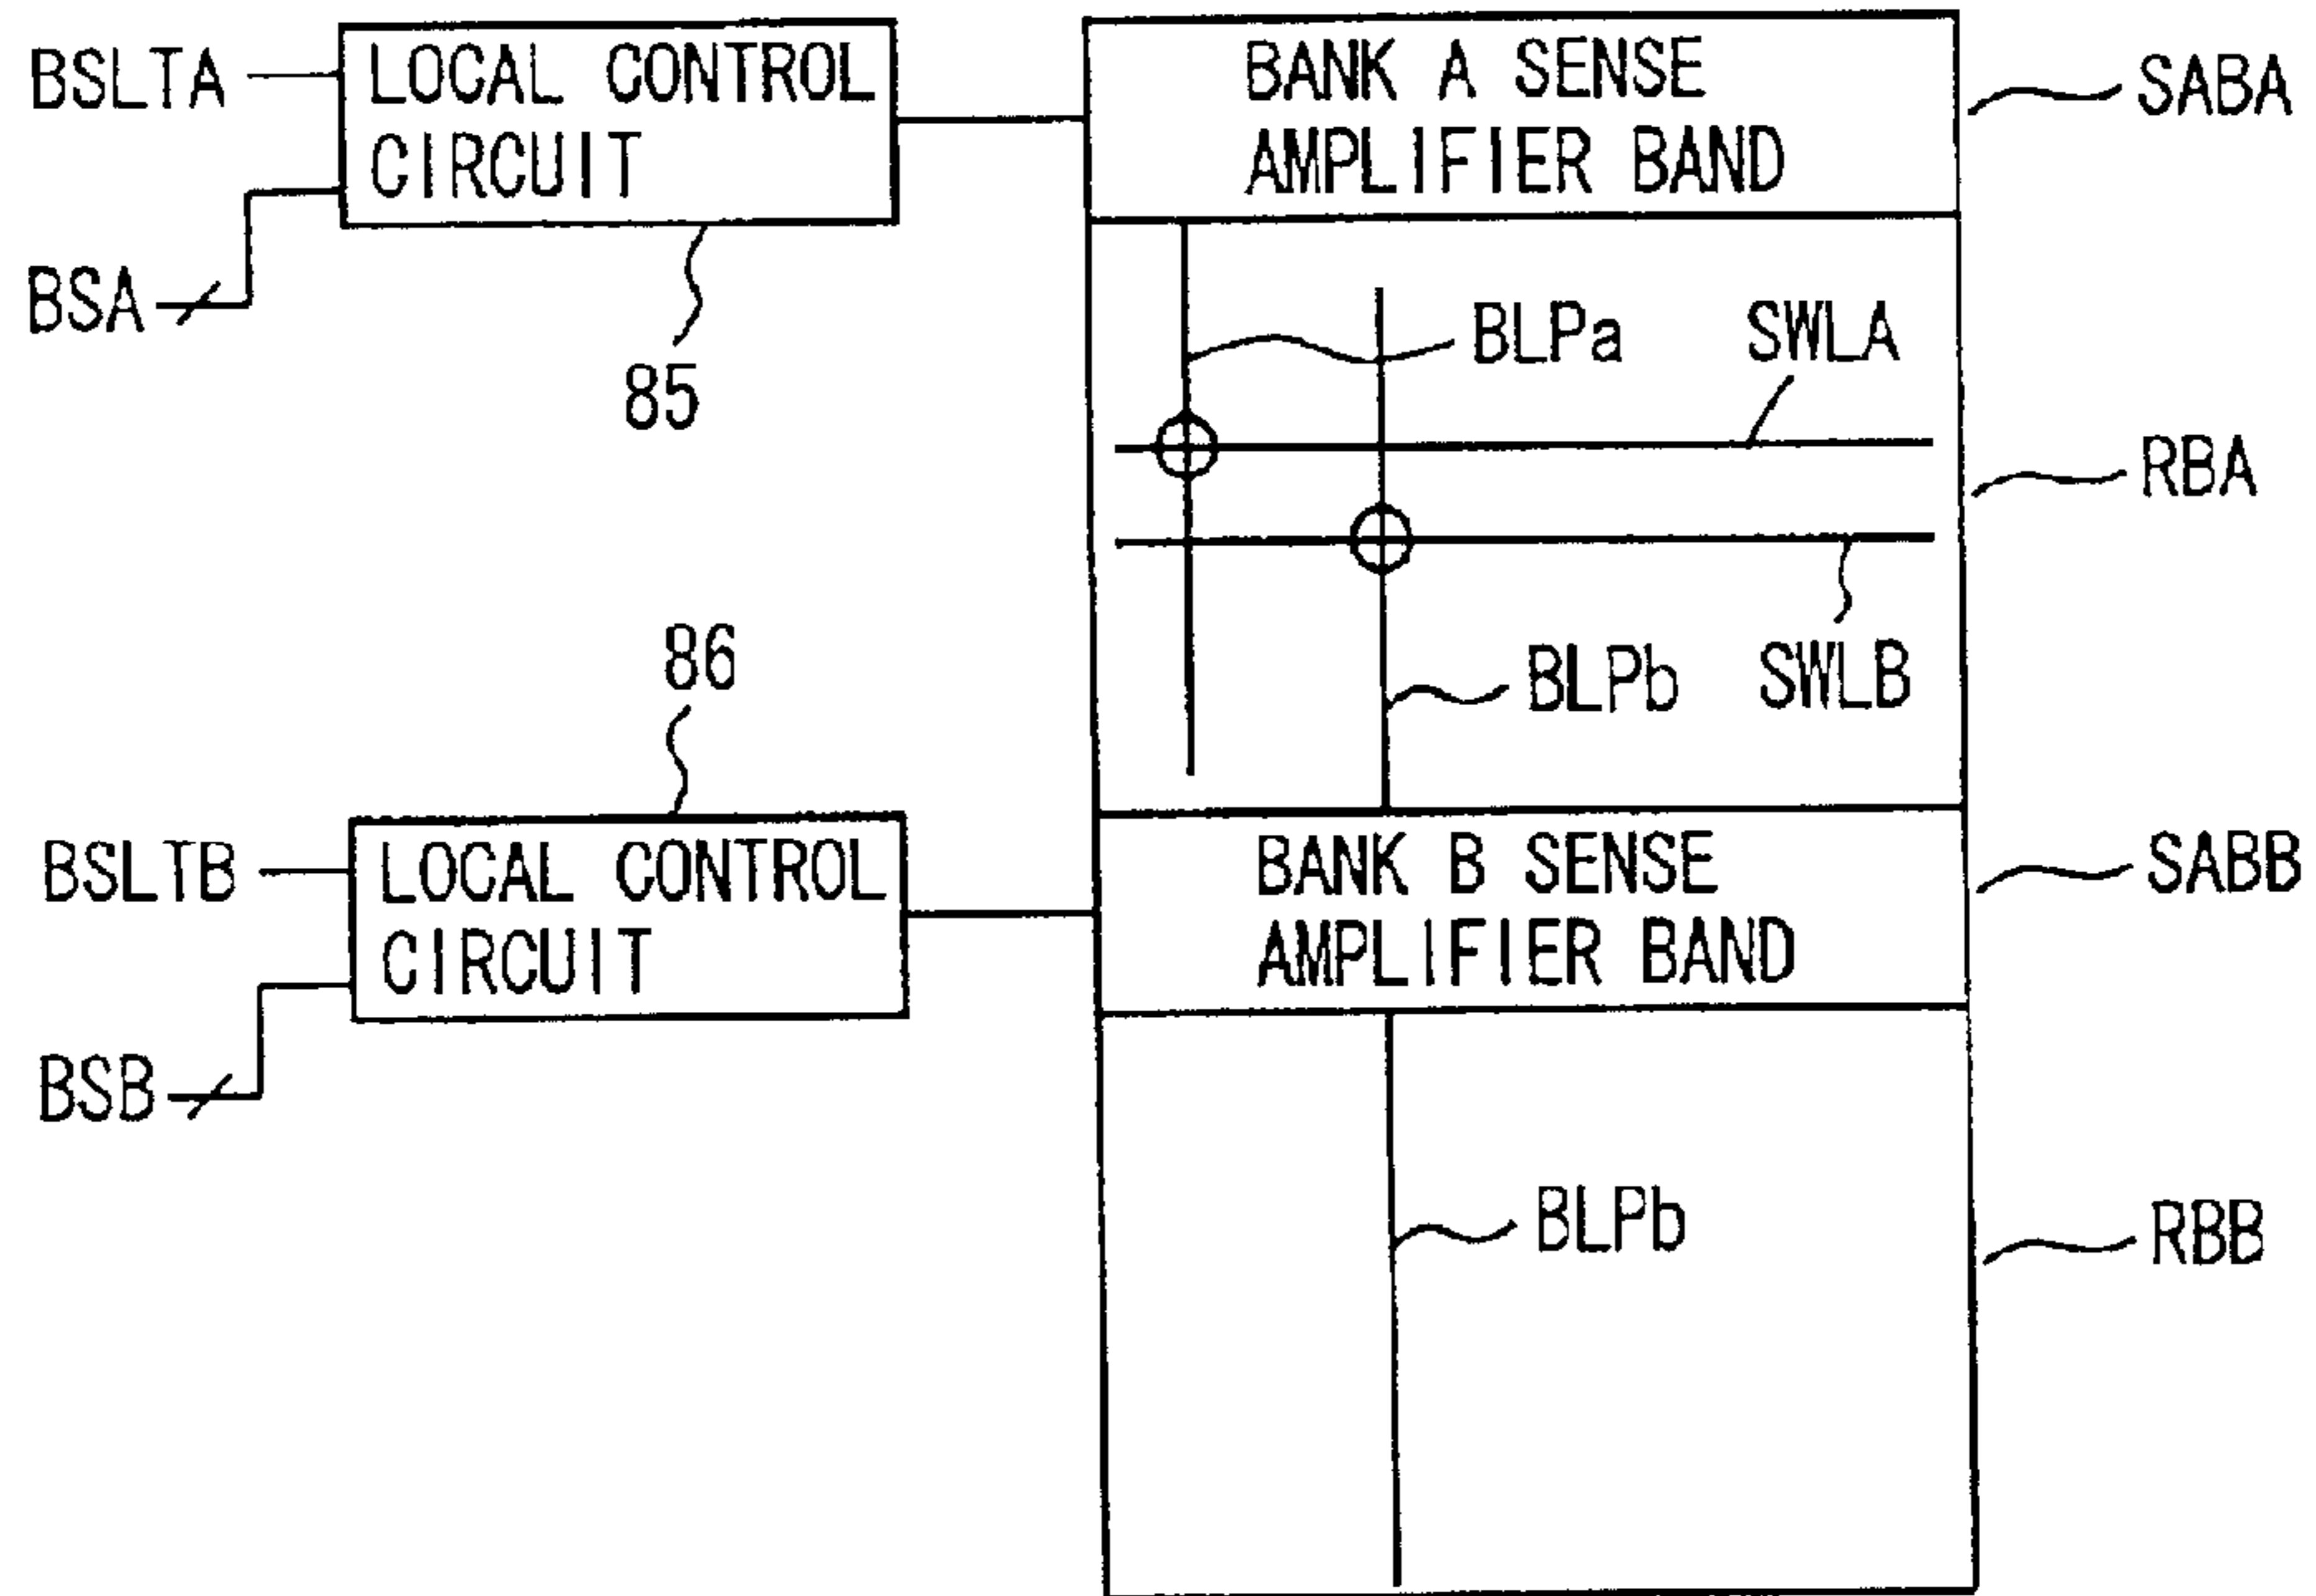 BSLTA
LOCAL CONTROL
CIRCUIT
BSA
85
BANK A SENSE
AMPLIFIER BAND
SABA
BLPa
SWLA
RBA
BLPb
SWLB
86
BSLTB
LOCAL CONTROL
CIRCUIT
BSB
BANK B SENSE
AMPLIFIER BAND
SABB
BLPb
RBB